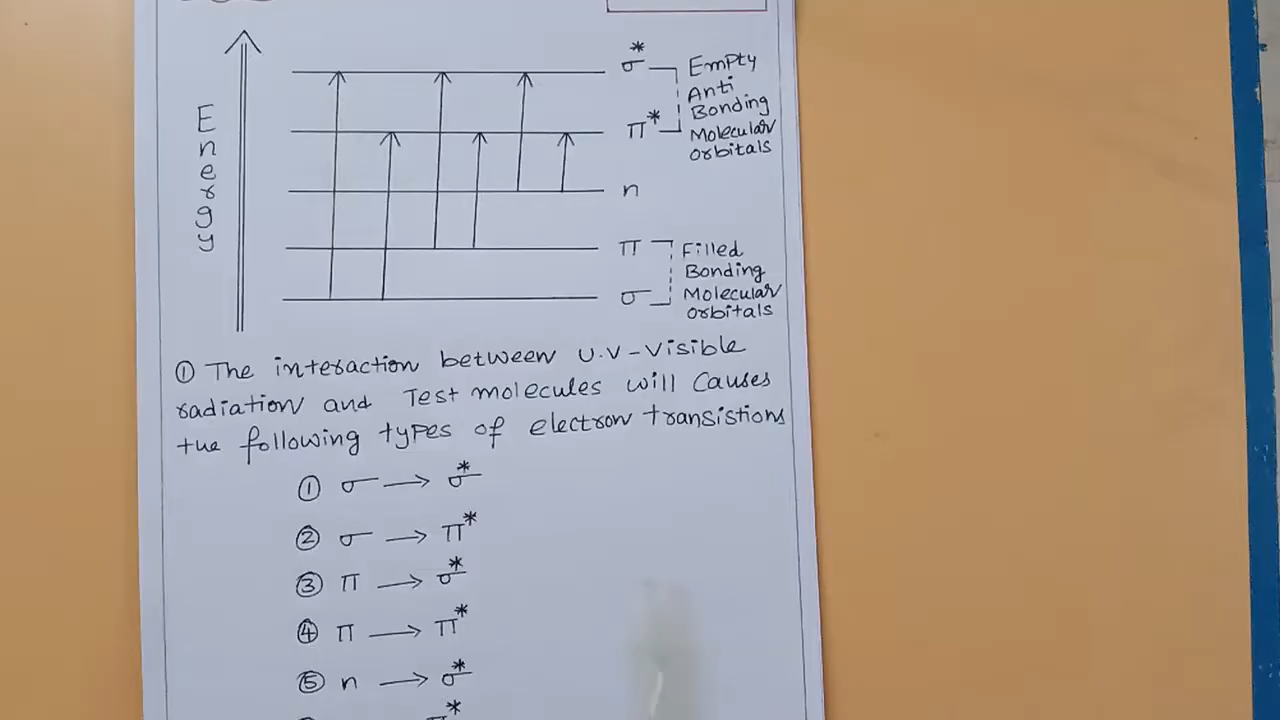 Energy
σ*
Empty
Anti
Bonding
π*
Molecular
orbitals
n
π
Filled
Bonding
σ
Molecular
orbitals
① The interaction between U.V-Visible
radiation and Test molecules will Causes
the following types of electron transistions
① σ → σ*
② σ → π*
③ π → σ*
④ π → π*
⑤ n → σ*
π*